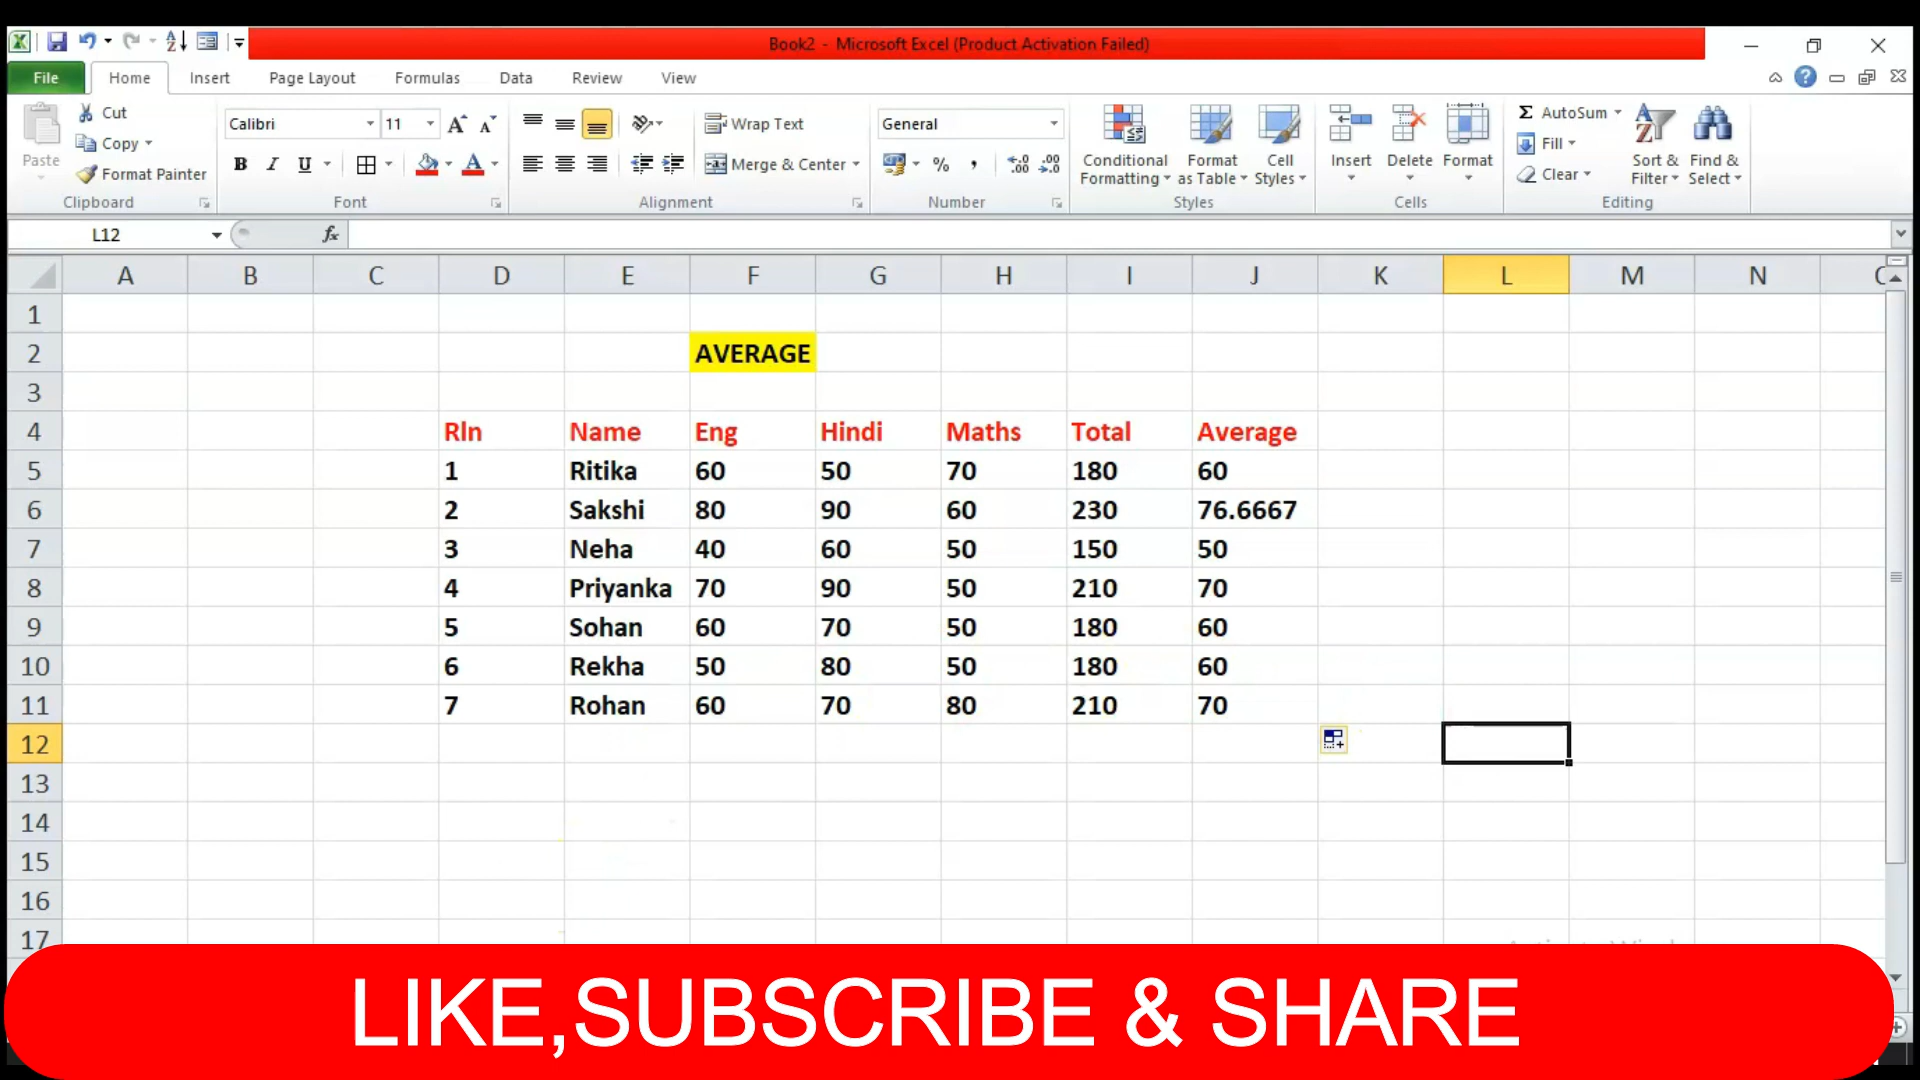 Book2 - Microsoft Excel (Product Activation Failed)
File Home Insert Page Layout Formulas Data Review View
Paste
Cut
Copy
Format Painter
Clipboard
Calibri 11
B I U
Font
Wrap Text
Merge & Center
Alignment
General
% ,
Number
Conditional Formatting
Format as Table
Cell Styles
Styles
Insert Delete Format
Cells
Σ AutoSum
Fill
Clear
Sort & Filter
Find & Select
Editing
L12 fx
A B C D E F G H I J K L M N
1
2 AVERAGE
3
4 Rln Name Eng Hindi Maths Total Average
5 1 Ritika 60 50 70 180 60
6 2 Sakshi 80 90 60 230 76.6667
7 3 Neha 40 60 50 150 50
8 4 Priyanka 70 90 50 210 70
9 5 Sohan 60 70 50 180 60
10 6 Rekha 50 80 50 180 60
11 7 Rohan 60 70 80 210 70
12
13
14
15
16
17
LIKE,SUBSCRIBE & SHARE